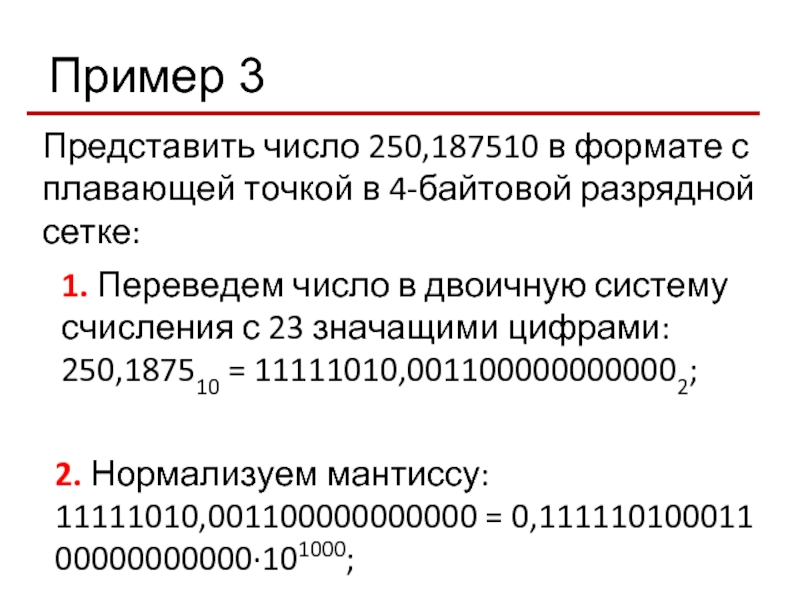 Пример 3
Представить число 250,187510 в формате с
плавающей точкой в 4-байтовой разрядной
сетке:
1. Переведем число в двоичную систему
счисления с 23 значащими цифрами:
250,1875₁₀ = 11111010,001100000000000₂;
2. Нормализуем мантиссу:
11111010,001100000000000 = 0,111110100011
00000000000·10¹⁰⁰⁰;